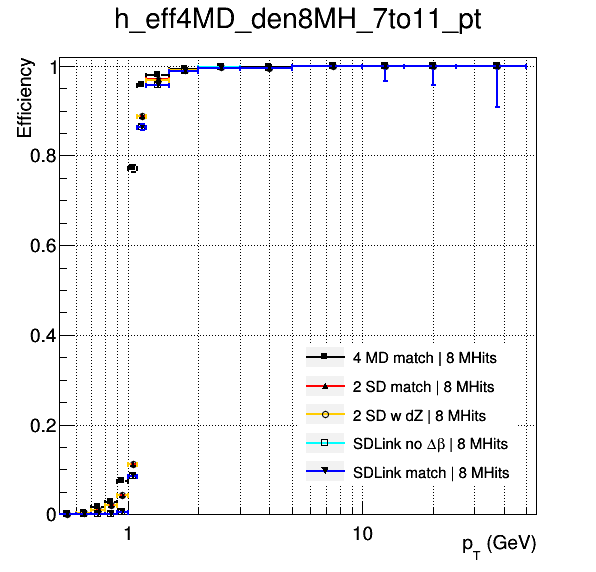 h_eff4MD_den8MH_7to11_pt
Efficiency
1
0.8
0.6
0.4
0.2
0
4 MD match | 8 MHits
2 SD match | 8 MHits
2 SD w dZ | 8 MHits
SDLink no Δβ | 8 MHits
SDLink match | 8 MHits
1 10
p_T (GeV)